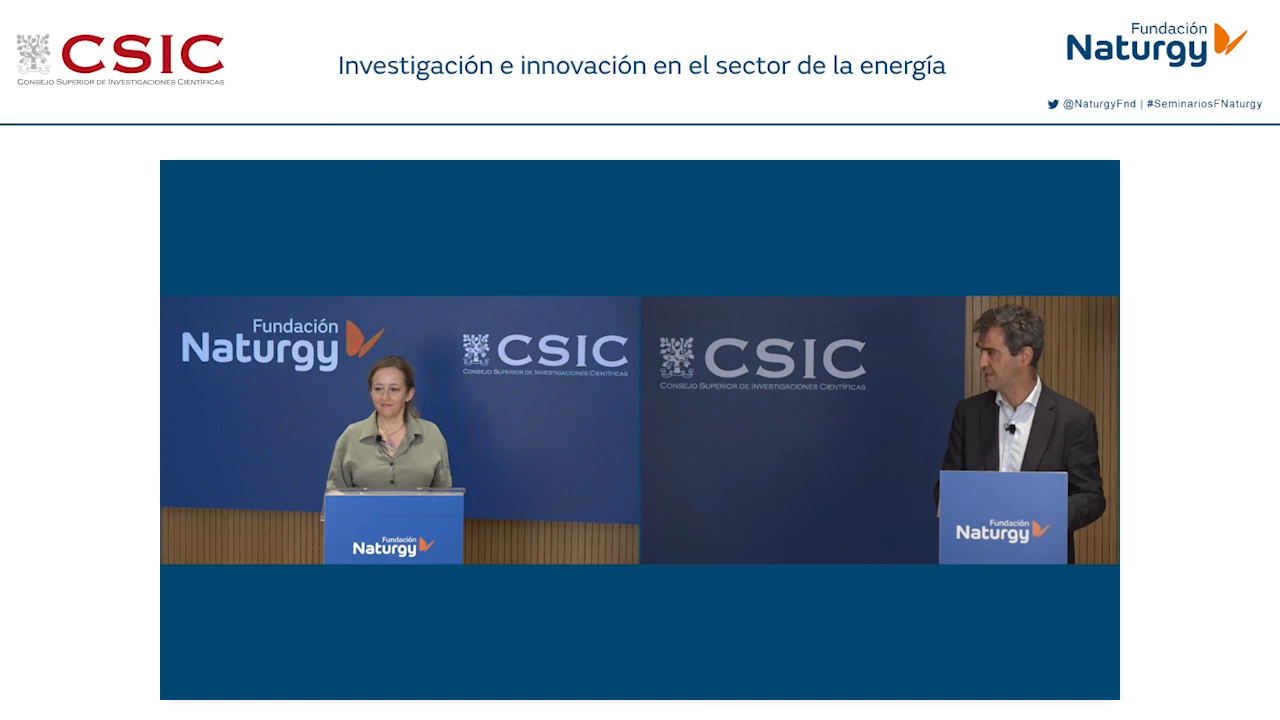 CSIC
CONSEJO SUPERIOR DE INVESTIGACIONES CIENTÍFICAS
Investigación e innovación en el sector de la energía
Fundación
Naturgy
@NaturgyFnd | #SeminariosFNaturgy
Fundación
Naturgy
CSIC
CONSEJO SUPERIOR DE INVESTIGACIONES CIENTÍFICAS
CSIC
CONSEJO SUPERIOR DE INVESTIGACIONES CIENTÍFICAS
Fundación
Naturgy
Fundación
Naturgy